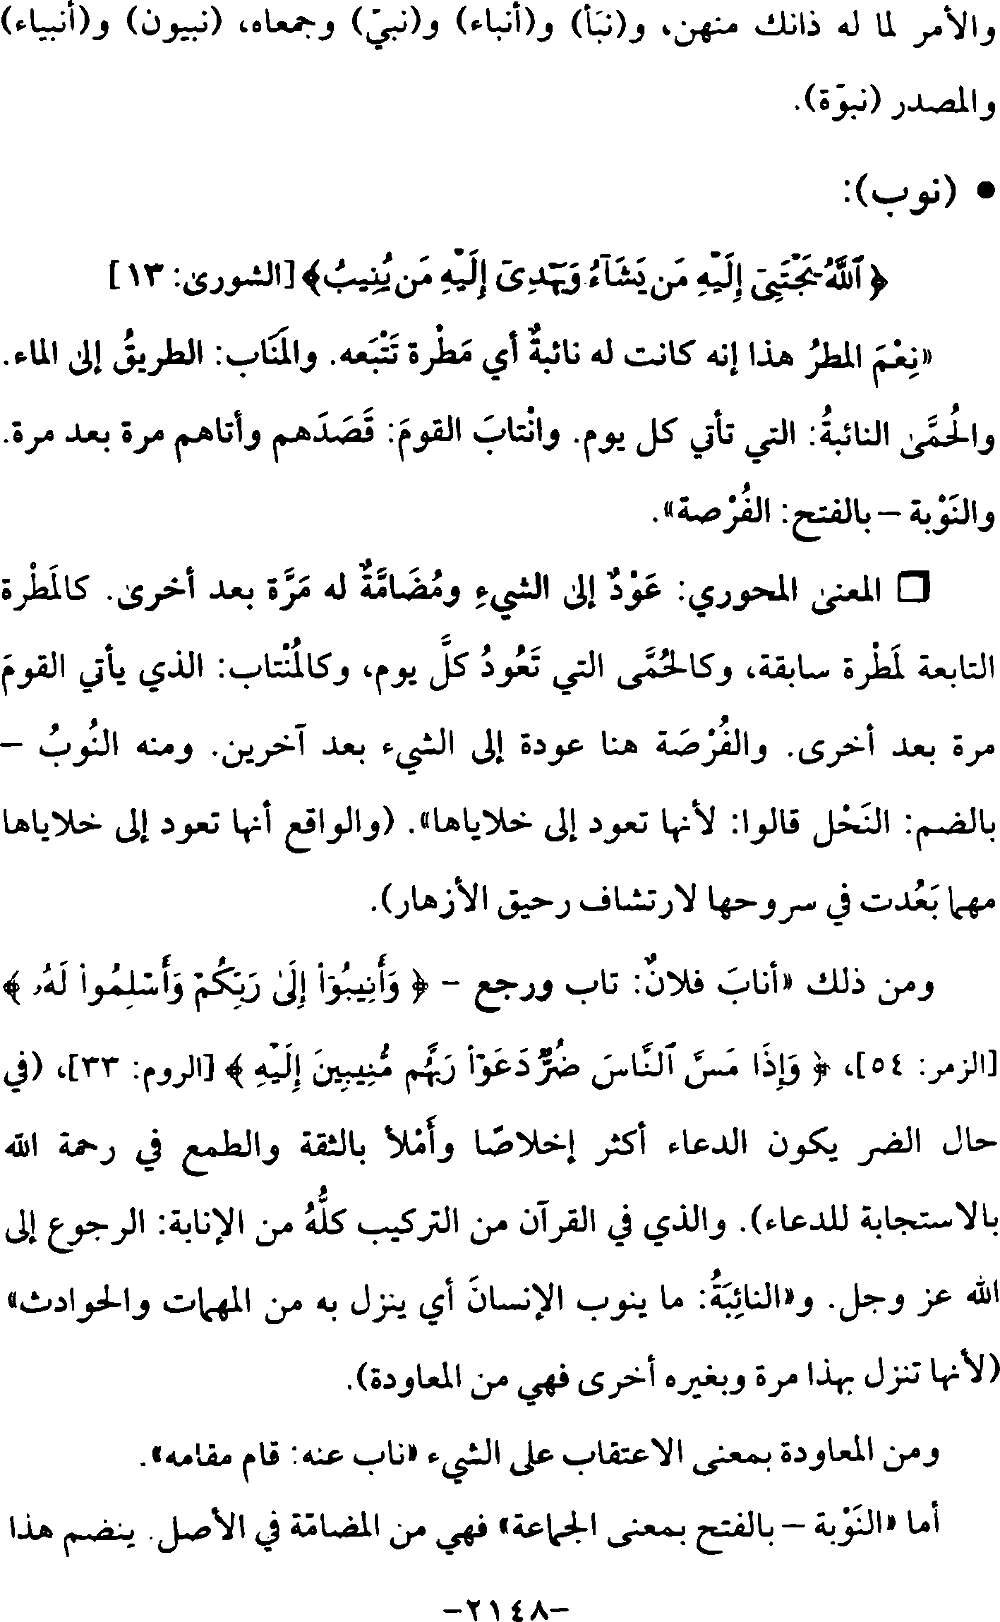 والأمر لما له ذانك منهن، و(نبَأ) و(أنباء) و(نبيّ) وجمعاه، (نبيون) و(أنبياء)
والمصدر (نبوّة).
• (نوب):
﴿ ٱللَّهُ يَجْتَبِىٓ إِلَيْهِ مَن يَشَآءُ وَيَهْدِىٓ إِلَيْهِ مَن يُنِيبُ﴾ [الشورىٰ: ١٣]
«نِعْمَ المطرُ هذا إنه كانت له نائبةٌ أي مَطْرة تَتْبَعه. والمَنَاب: الطريقُ إلىٰ الماء.
والحُمَّىٰ النائبةُ: التي تأتي كل يوم. وانْتابَ القومَ: قَصَدَهم وأتاهم مرة بعد مرة.
والنَوْبة – بالفتح: الفُرْصة».
❒ المعنىٰ المحوري: عَوْدٌ إلىٰ الشيءِ ومُضَامَّةٌ له مَرَّة بعد أخرىٰ. كالمَطْرة
التابعة لمَطْرة سابقة، وكالحُمَّى التي تَعُودُ كلَّ يوم، وكالمُنْتاب: الذي يأتي القومَ
مرة بعد أخرى. والفُرْصَة هنا عودة إلى الشيء بعد آخرين. ومنه النُوبُ –
بالضم: النَحْل قالوا: لأنها تعود إلى خلاياها». (والواقع أنها تعود إلى خلاياها
مهما بَعُدت في سروحها لارتشاف رحيق الأزهار).
ومن ذلك «أنابَ فلانٌ: تاب ورجع – ﴿ وَأَنِيبُوٓا۟ إِلَىٰ رَبِّكُمْ وَأَسْلِمُوا۟ لَهُۥ ﴾
[الزمر: ٥٤]، ﴿ وَإِذَا مَسَّ ٱلنَّاسَ ضُرٌّ دَعَوْا۟ رَبَّهُم مُّنِيبِينَ إِلَيْهِ ﴾ [الروم: ٣٣]، (في
حال الضر يكون الدعاء أكثر إخلاصًا وأَمْلأ بالثقة والطمع في رحمة الله
بالاستجابة للدعاء). والذي في القرآن من التركيب كلُّهُ من الإنابة: الرجوع إلى
الله عز وجل. و«النائِبَةُ: ما ينوب الإنسانَ أي ينزل به من المهمات والحوادث»
(لأنها تنزل بهذا مرة وبغيره أخرى فهي من المعاودة).
ومن المعاودة بمعنى الاعتقاب على الشيء «ناب عنه: قام مقامه».
أما «النَوْبة – بالفتح بمعنى الجماعة» فهي من المضامّة في الأصل. ينضم هذا
–٢١٤٨–